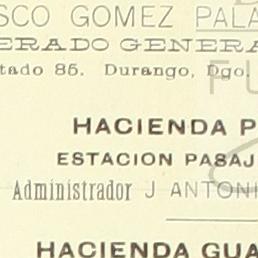 SCO GOMEZ PALA
ERADO GENERA
tado 85. Durango, Dgo.
HACIENDA P
ESTACION PASAJ
Administrador J ANTONI
HACIENDA GUA